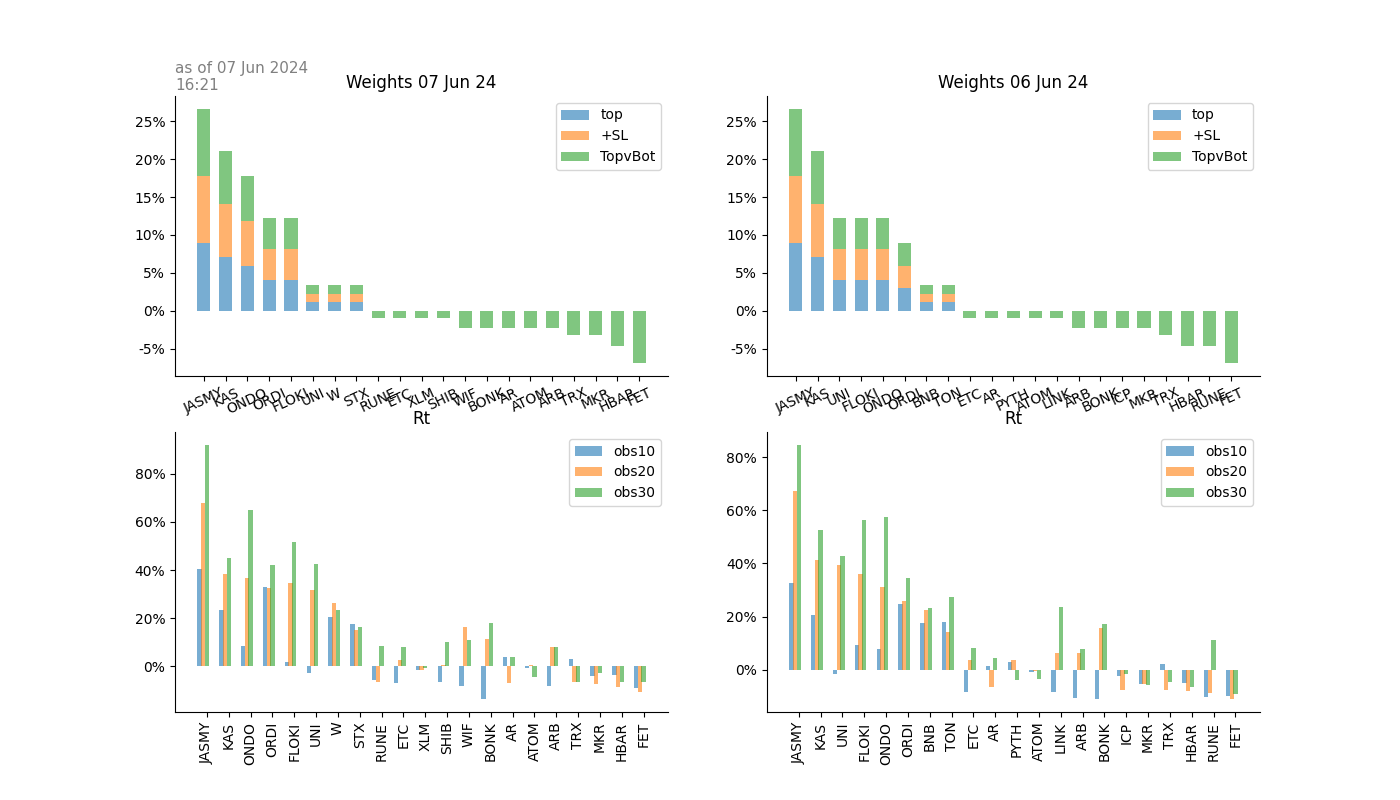 as of 07 Jun 2024
16:21
Weights 07 Jun 24
25%
20%
15%
10%
5%
0%
-5%
top
+SL
TopvBot
JASMY KAS ONDO ORDI FLOKI UNI W STX RUNE ETC XLM SHIB WIF BONK AR ATOM ARB TRX MKR HBAR FET
Weights 06 Jun 24
25%
20%
15%
10%
5%
0%
-5%
top
+SL
TopvBot
JASMY KAS UNI FLOKI ONDO ORDI BNB TON ETC AR PYTH ATOM LINK ARB BONK ICP MKR TRX HBAR RUNE FET
Rt
80%
60%
40%
20%
0%
obs10
obs20
obs30
JASMY KAS ONDO ORDI FLOKI UNI W STX RUNE ETC XLM SHIB WIF BONK AR ATOM ARB TRX MKR HBAR FET
Rt
80%
60%
40%
20%
0%
obs10
obs20
obs30
JASMY KAS UNI FLOKI ONDO ORDI BNB TON ETC AR PYTH ATOM LINK ARB BONK ICP MKR TRX HBAR RUNE FET